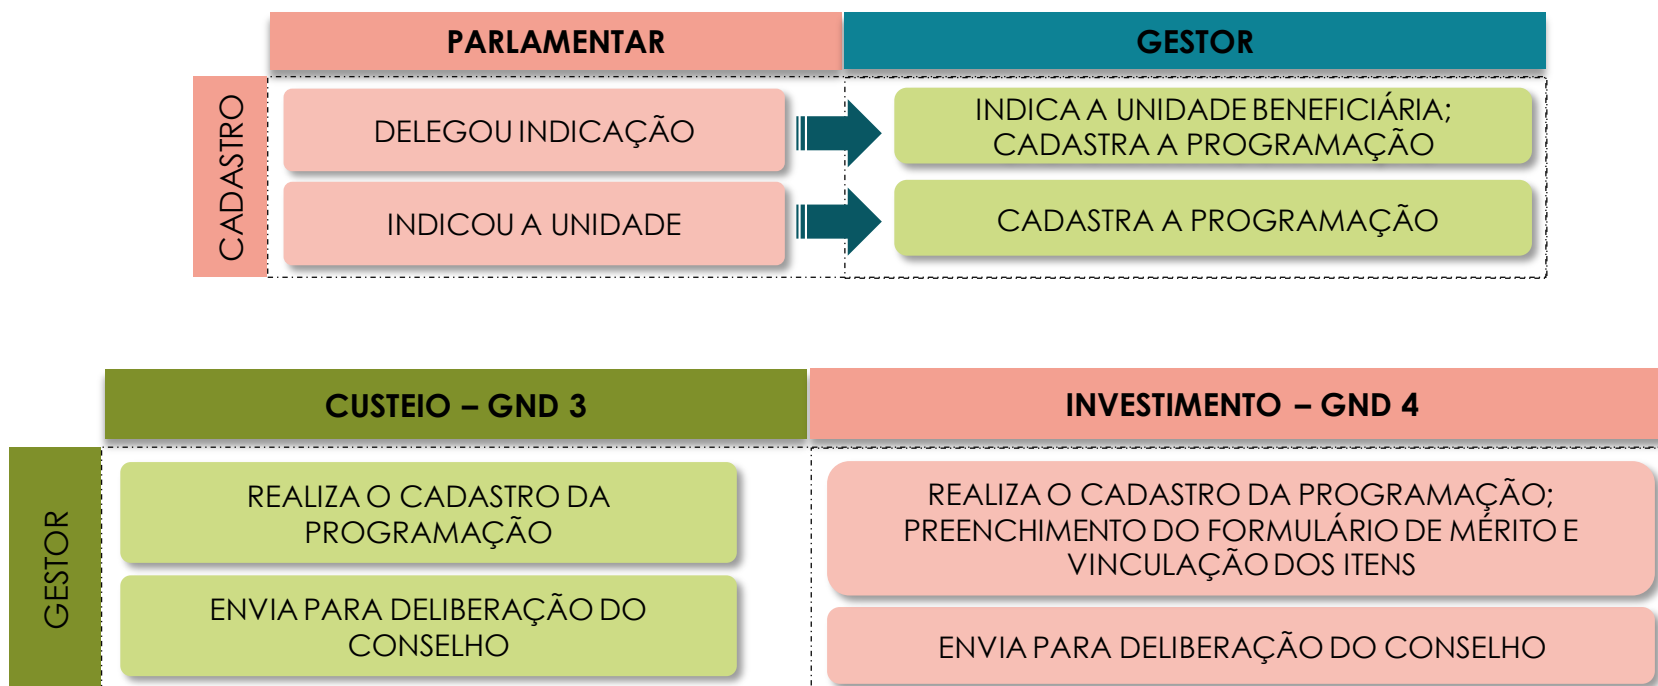 PARLAMENTAR
GESTOR
CADASTRO
DELEGOU INDICAÇÃO
INDICA A UNIDADE BENEFICIÁRIA;
CADASTRA A PROGRAMAÇÃO
INDICOU A UNIDADE
CADASTRA A PROGRAMAÇÃO
CUSTEIO – GND 3
INVESTIMENTO – GND 4
GESTOR
REALIZA O CADASTRO DA
PROGRAMAÇÃO
REALIZA O CADASTRO DA PROGRAMAÇÃO;
PREENCHIMENTO DO FORMULÁRIO DE MÉRITO E
VINCULAÇÃO DOS ITENS
ENVIA PARA DELIBERAÇÃO DO
CONSELHO
ENVIA PARA DELIBERAÇÃO DO CONSELHO